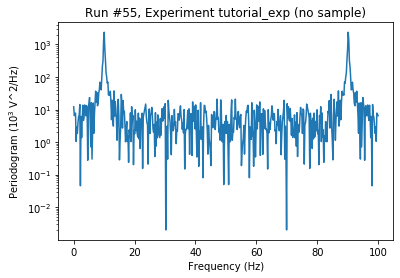 Run #55, Experiment tutorial_exp (no sample)
Periodogram (10³ V^2/Hz)
10³
10²
10¹
10⁰
10⁻¹
10⁻²
0 20 40 60 80 100
Frequency (Hz)